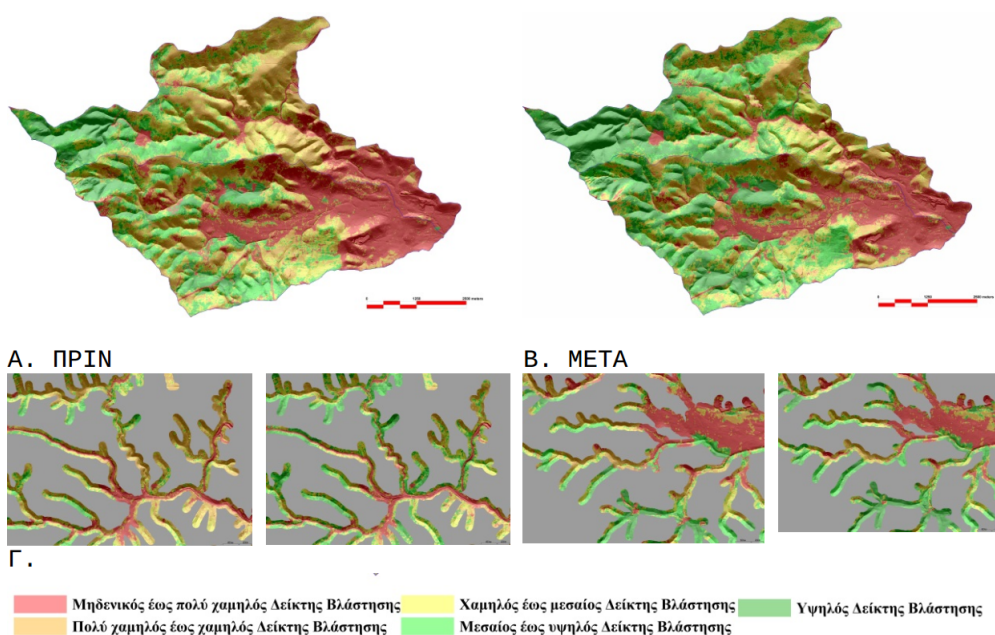 Α. ΠΡΙΝ
Β. ΜΕΤΑ
Γ.
Μηδενικός έως πολύ χαμηλός Δείκτης Βλάστησης
Χαμηλός έως μεσαίος Δείκτης Βλάστησης
Υψηλός Δείκτης Βλάστησης
Πολύ χαμηλός έως χαμηλός Δείκτης Βλάστησης
Μεσαίος έως υψηλός Δείκτης Βλάστησης